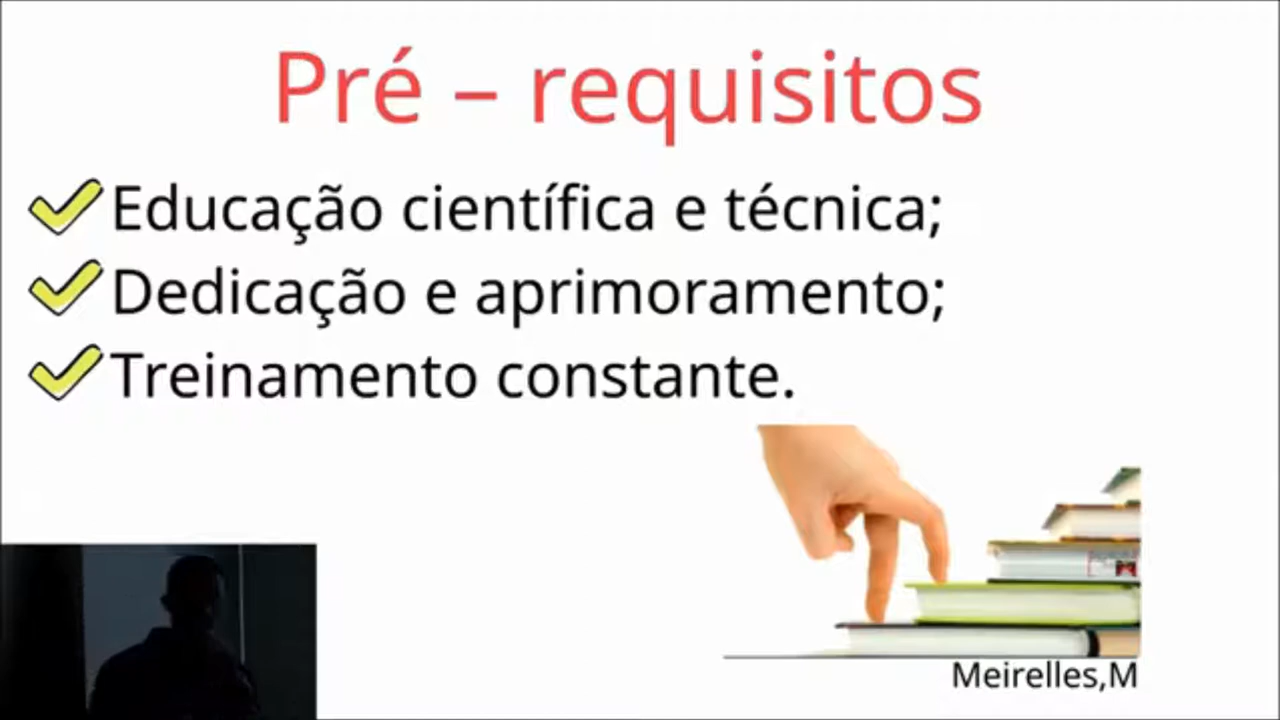 Pré – requisitos
Educação científica e técnica;
Dedicação e aprimoramento;
Treinamento constante.
Meirelles,M